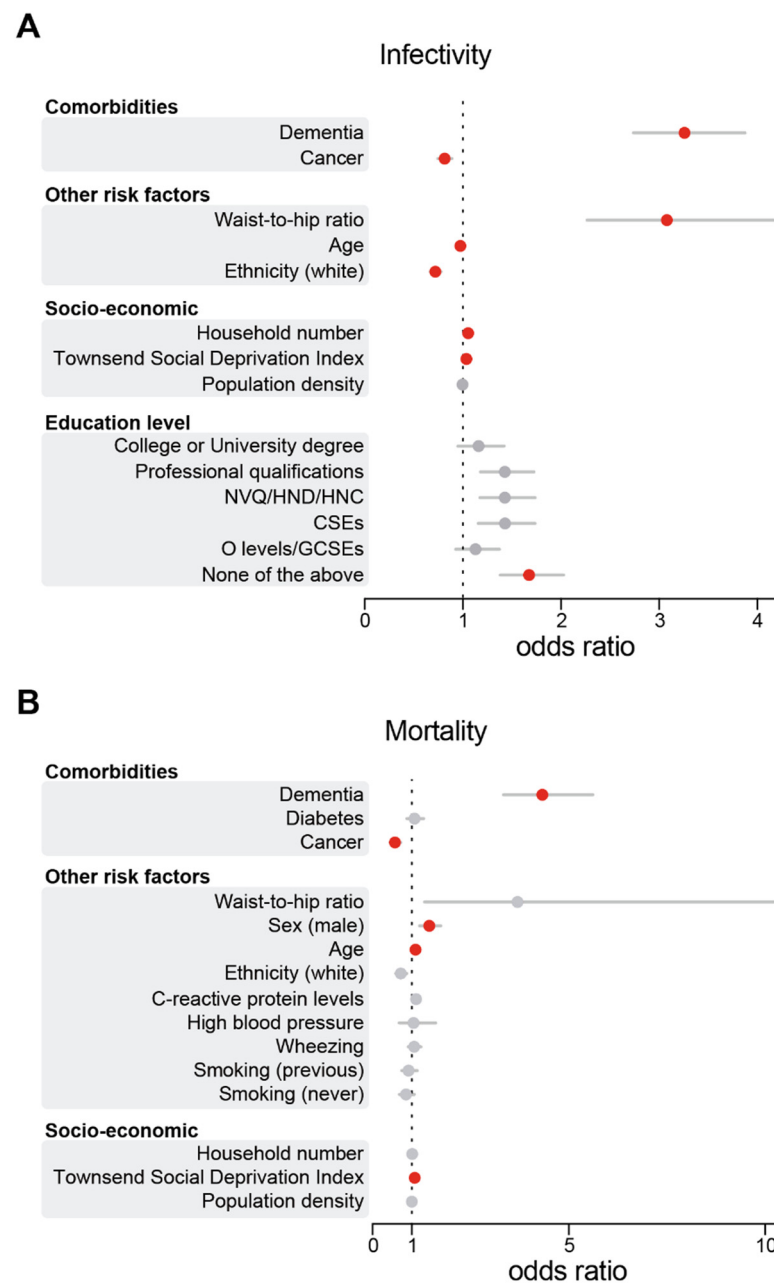 A
Infectivity
Comorbidities
Dementia
Cancer
Other risk factors
Waist-to-hip ratio
Age
Ethnicity (white)
Socio-economic
Household number
Townsend Social Deprivation Index
Population density
Education level
College or University degree
Professional qualifications
NVQ/HND/HNC
CSEs
O levels/GCSEs
None of the above
0 1 2 3 4
odds ratio
B
Mortality
Comorbidities
Dementia
Diabetes
Cancer
Other risk factors
Waist-to-hip ratio
Sex (male)
Age
Ethnicity (white)
C-reactive protein levels
High blood pressure
Wheezing
Smoking (previous)
Smoking (never)
Socio-economic
Household number
Townsend Social Deprivation Index
Population density
0 1 5 10
odds ratio